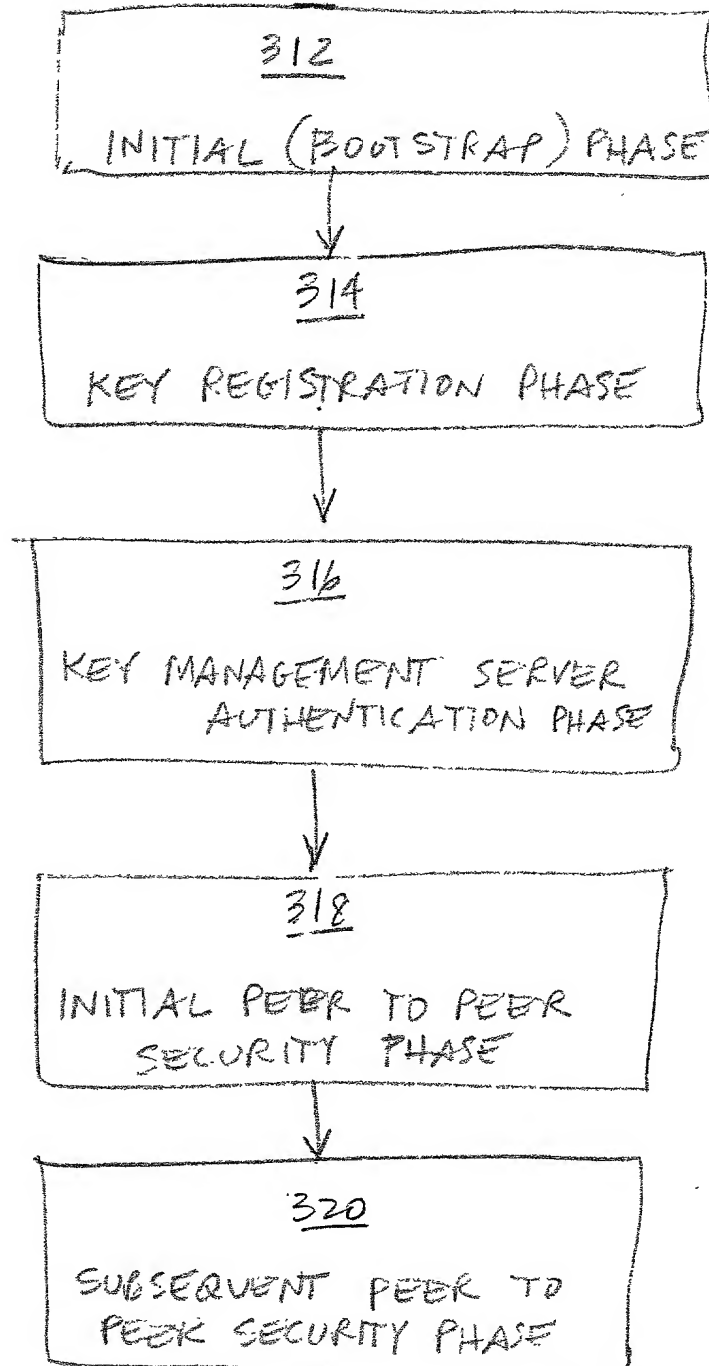 312
INITIAL (BOOTSTRAP) PHASE
314
KEY REGISTRATION PHASE
316
KEY MANAGEMENT SERVER
AUTHENTICATION PHASE
318
INITIAL PEER TO PEER
SECURITY PHASE
320
SUBSEQUENT PEER TO
PEER SECURITY PHASE